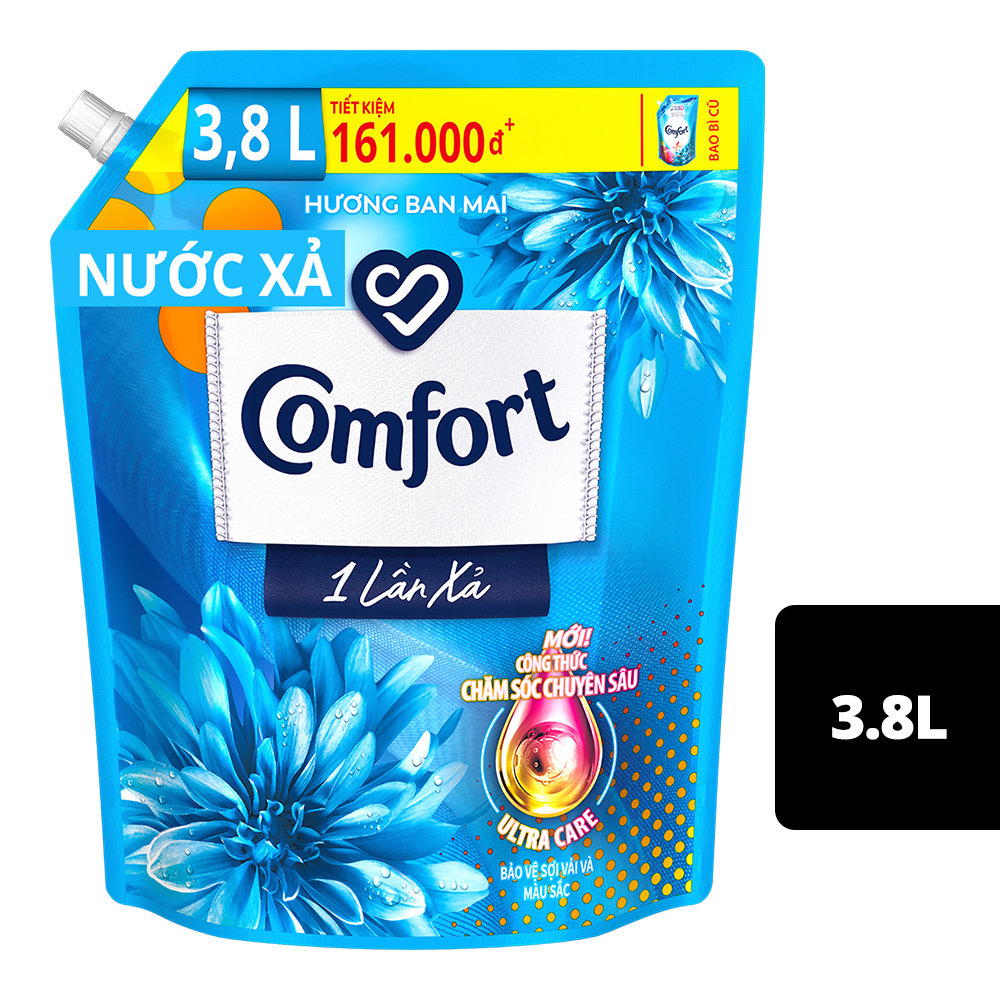 3,8 L
TIẾT KIỆM
161.000đ+
BAO BÌ CŨ
Comfort
HƯƠNG BAN MAI
NƯỚC XẢ
Comfort
1 Lần Xả
MỚI!
CÔNG THỨC
CHĂM SÓC CHUYÊN SÂU
ULTRA CARE
BẢO VỆ SỢI VẢI VÀ
MÀU SẮC
3.8L